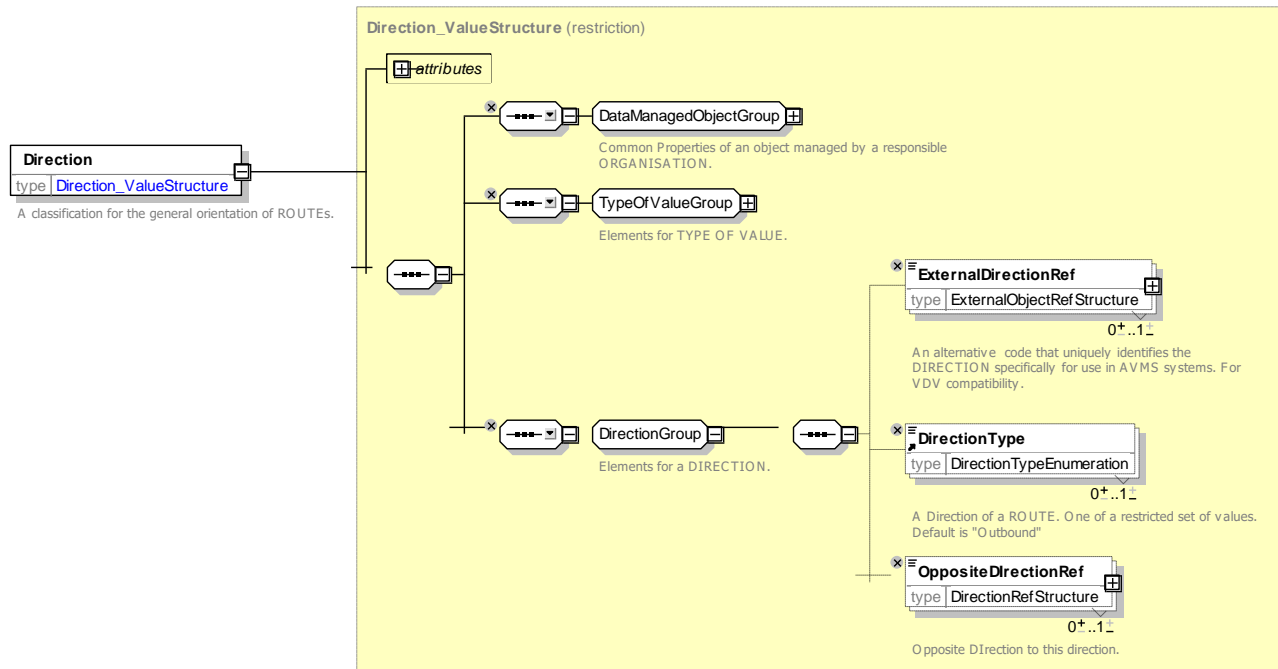 Direction_ValueStructure (restriction)
attributes
DataManagedObjectGroup
Common Properties of an object managed by a responsible
ORGANISATION.
Direction
type Direction_ValueStructure
A classification for the general orientation of ROUTEs.
TypeOfValueGroup
Elements for TYPE OF VALUE.
ExternalDirectionRef
type ExternalObjectRefStructure
0..1
An alternative code that uniquely identifies the
DIRECTION specifically for use in AVMS systems. For
VDV compatibility.
DirectionGroup
Elements for a DIRECTION.
DirectionType
type DirectionTypeEnumeration
0..1
A Direction of a ROUTE. One of a restricted set of values.
Default is "Outbound"
OppositeDIrectionRef
type DirectionRefStructure
0..1
Opposite DIrection to this direction.